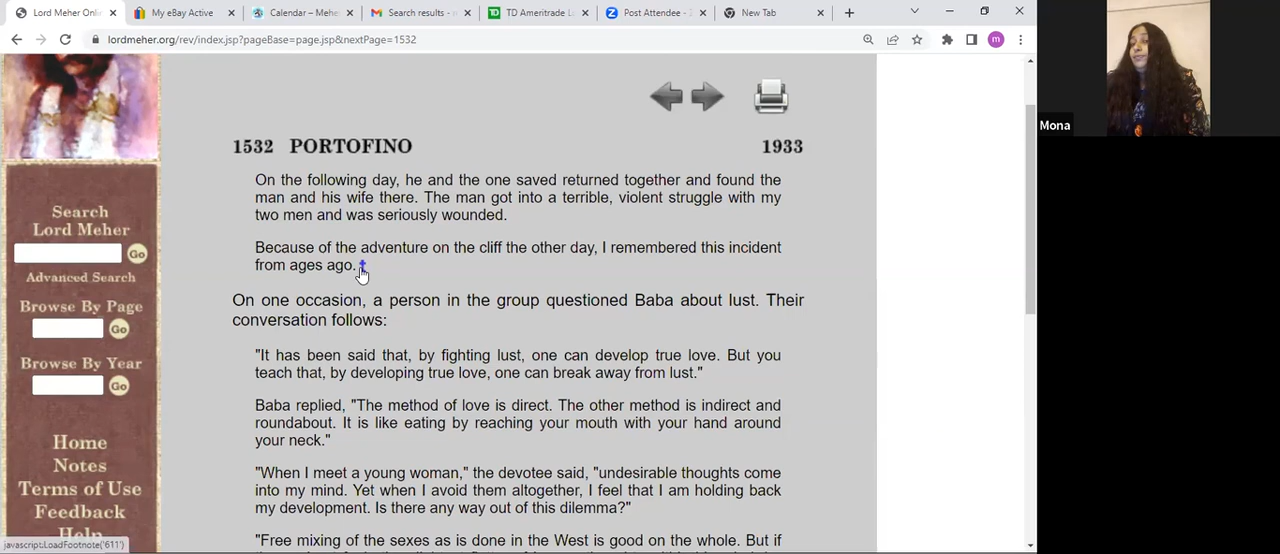 Lord Meher Onli
My eBay Active
Calendar – Mehe
Search results -
TD Ameritrade L
Post Attendee - Z
New Tab
lordmeher.org/rev/index.jsp?pageBase=page.jsp&nextPage=1532
m
Mona
Search
Lord Meher
Go
Advanced Search
Browse By Page
Go
Browse By Year
Go
Home
Notes
Terms of Use
Feedback
Help
1532 PORTOFINO 1933
On the following day, he and the one saved returned together and found the
man and his wife there. The man got into a terrible, violent struggle with my
two men and was seriously wounded.
Because of the adventure on the cliff the other day, I remembered this incident
from ages ago.
On one occasion, a person in the group questioned Baba about lust. Their
conversation follows:
"It has been said that, by fighting lust, one can develop true love. But you
teach that, by developing true love, one can break away from lust."
Baba replied, "The method of love is direct. The other method is indirect and
roundabout. It is like eating by reaching your mouth with your hand around
your neck."
"When I meet a young woman," the devotee said, "undesirable thoughts come
into my mind. Yet when I avoid them altogether, I feel that I am holding back
my development. Is there any way out of this dilemma?"
"Free mixing of the sexes as is done in the West is good on the whole. But if
javascript:LoadFootnote('611')